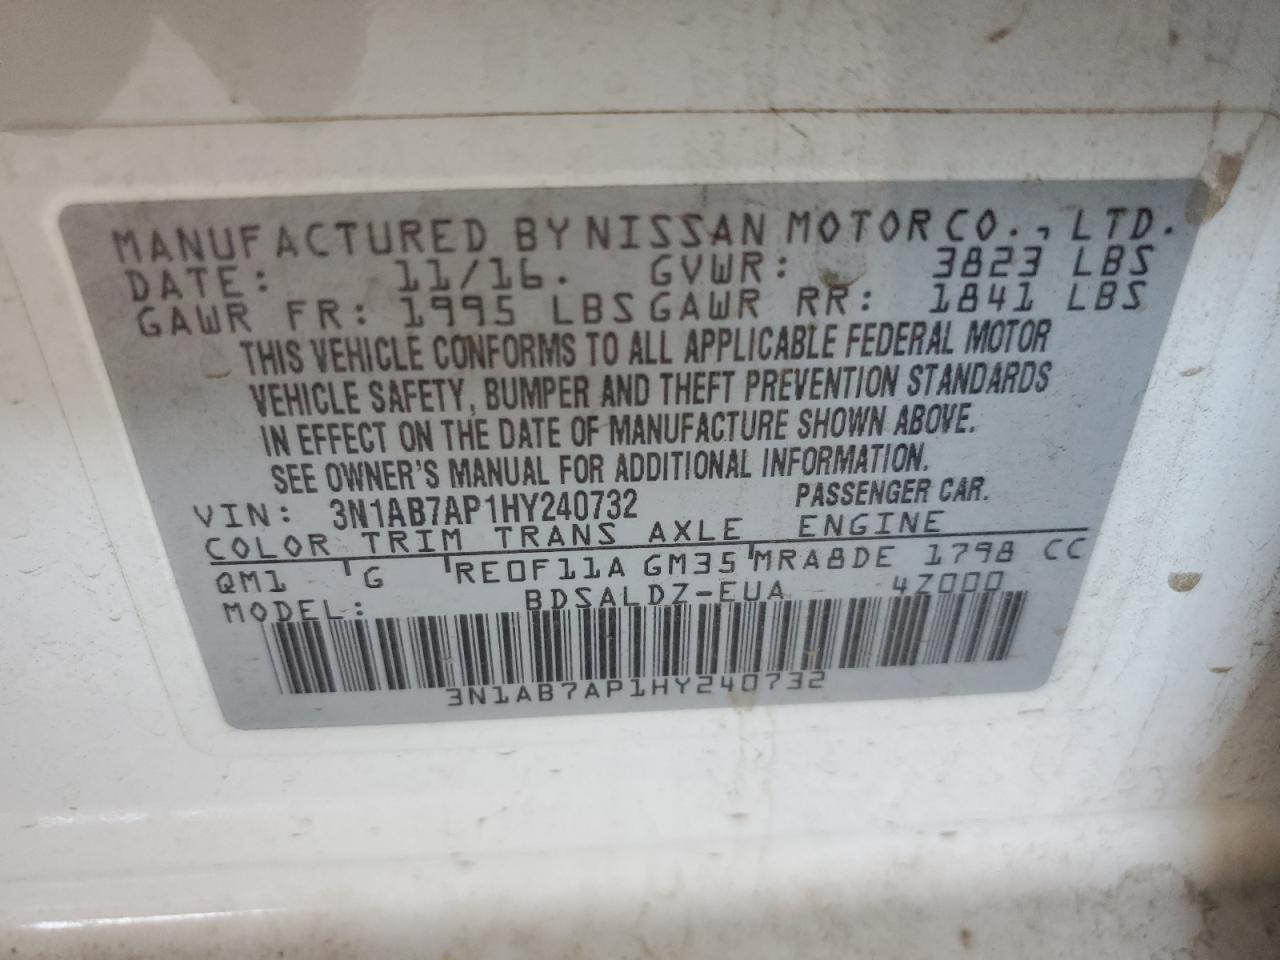 MANUFACTURED BY NISSAN MOTOR CO., LTD.
DATE: 11/16. GVWR: 3823 LBS
GAWR FR: 1995 LBS GAWR RR: 1841 LBS
THIS VEHICLE CONFORMS TO ALL APPLICABLE FEDERAL MOTOR
VEHICLE SAFETY, BUMPER AND THEFT PREVENTION STANDARDS
IN EFFECT ON THE DATE OF MANUFACTURE SHOWN ABOVE.
SEE OWNER'S MANUAL FOR ADDITIONAL INFORMATION.
VIN: 3N1AB7AP1HY240732 PASSENGER CAR.
COLOR TRIM TRANS AXLE ENGINE
QM1 G RE0F11A GM35 MRA8DE 1798 CC
MODEL: BDSALDZ-EUA 4Z000
3N1AB7AP1HY240732